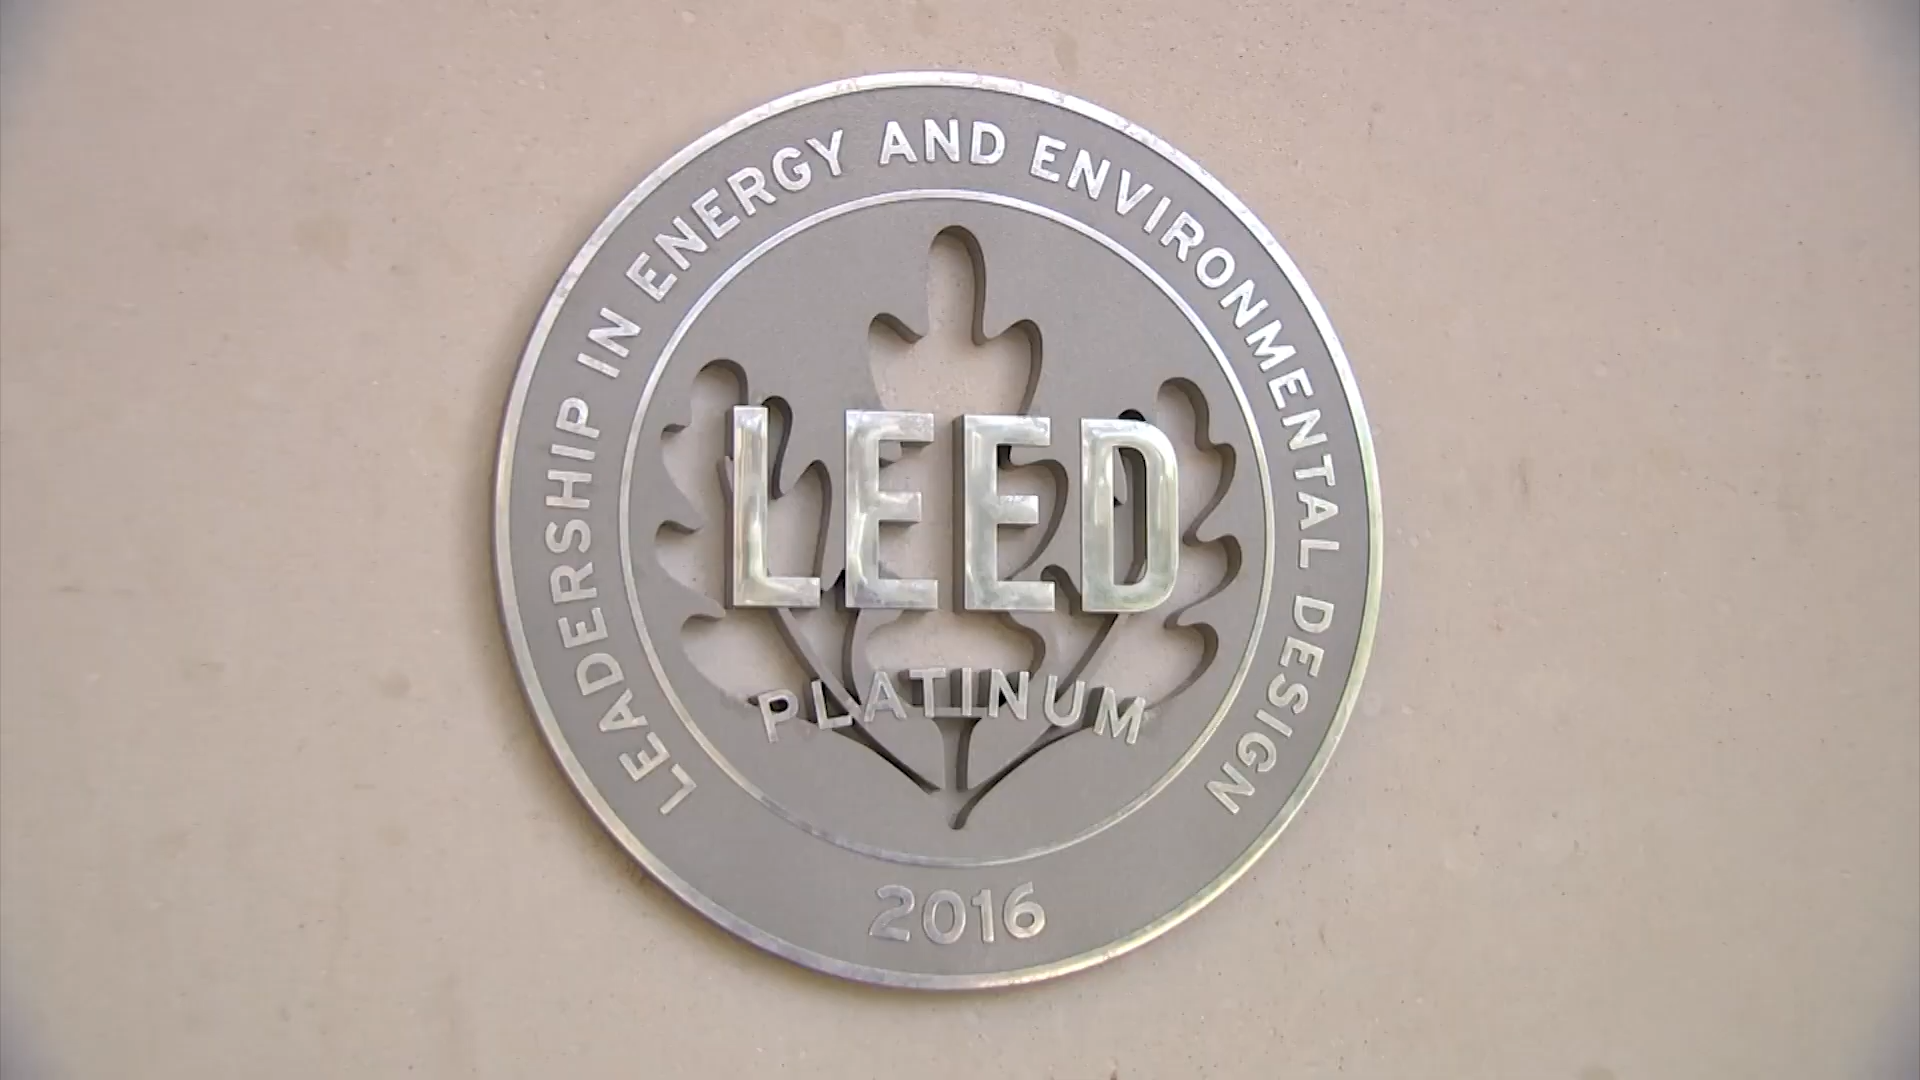 LEADERSHIP IN ENERGY AND ENVIRONMENTAL DESIGN
LEED
PLATINUM
2016